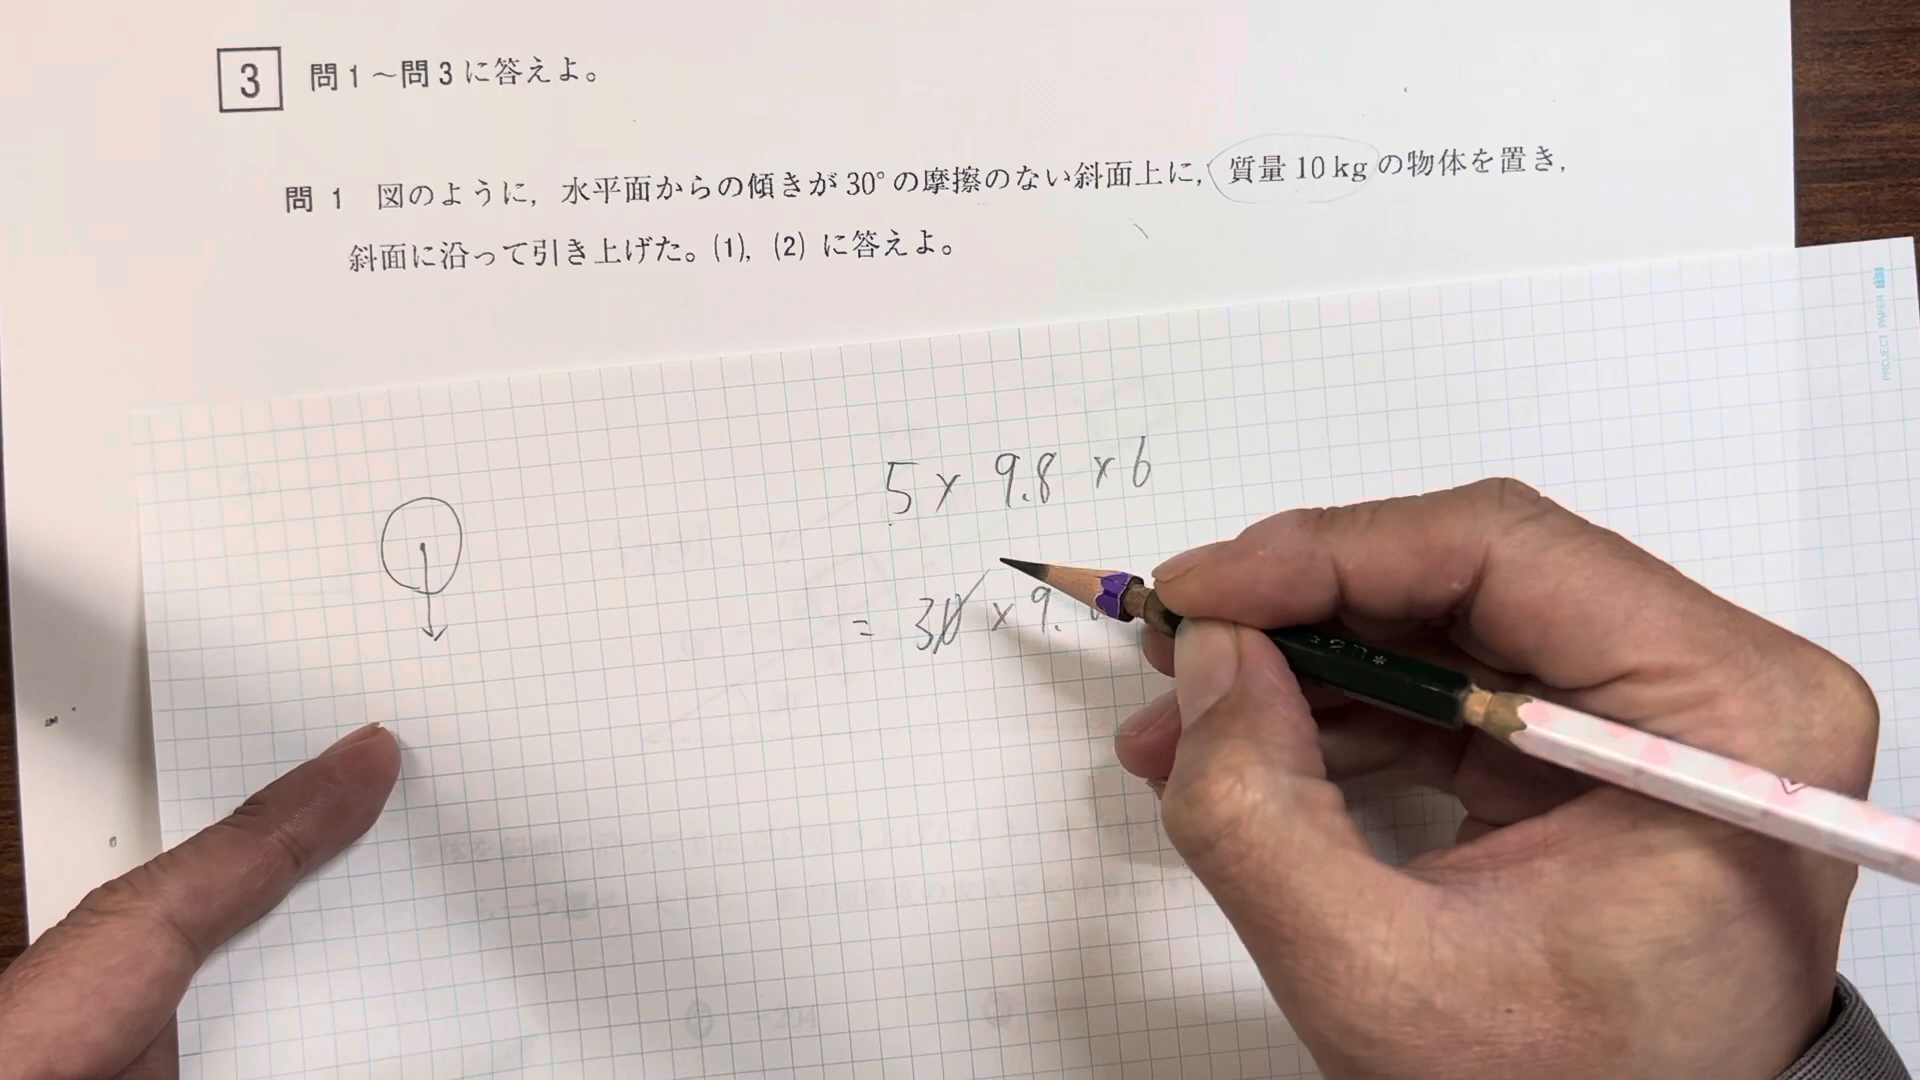 3 問1～問3に答えよ。
問 1 図のように，水平面からの傾きが30°の摩擦のない斜面上に，質量10kgの物体を置き，
斜面に沿って引き上げた。(1)，(2) に答えよ。
PROJECT PAPER
5 × 9.8 × 6
= 30 × 9.